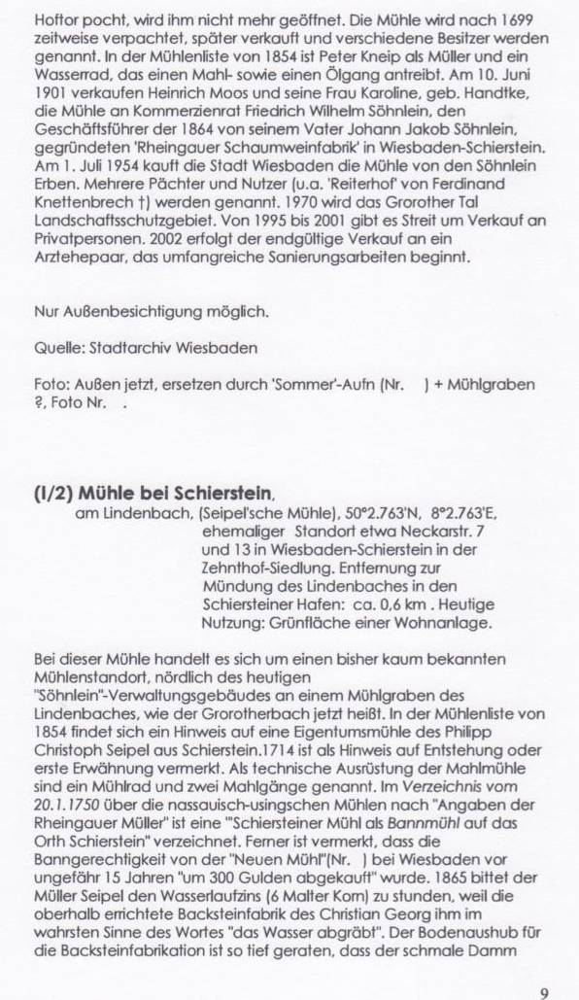 Hoftor pocht, wird ihm nicht mehr geöffnet. Die Mühle wird nach 1699
zeitweise verpachtet, später verkauft und verschiedene Besitzer werden
genannt. In der Mühlenliste von 1854 ist Peter Kneip als Müller und ein
Wasserrad, das einen Mahl- sowie einen Ölgang antreibt. Am 10. Juni
1901 verkaufen Heinrich Moos und seine Frau Karoline, geb. Handtke,
die Mühle an Kommerzienrat Friedrich Wilhelm Söhnlein, den
Geschäftsführer der 1864 von seinem Vater Johann Jakob Söhnlein,
gegründeten 'Rheingauer Schaumweinfabrik' in Wiesbaden-Schierstein.
Am 1. Juli 1954 kauft die Stadt Wiesbaden die Mühle von den Söhnlein
Erben. Mehrere Pächter und Nutzer (u.a. 'Reiterhof' von Ferdinand
Knettenbrech †) werden genannt. 1970 wird das Grorother Tal
Landschaftsschutzgebiet. Von 1995 bis 2001 gibt es Streit um Verkauf an
Privatpersonen. 2002 erfolgt der endgültige Verkauf an ein
Arztehepaar, das umfangreiche Sanierungsarbeiten beginnt.
Nur Außenbesichtigung möglich.
Quelle: Stadtarchiv Wiesbaden
Foto: Außen jetzt, ersetzen durch 'Sommer'-Aufn (Nr. ) + Mühlgraben
?, Foto Nr. .
(I/2) Mühle bei Schierstein,
am Lindenbach, (Seipel'sche Mühle), 50°2.763'N, 8°2.763'E,
ehemaliger Standort etwa Neckarstr. 7
und 13 in Wiesbaden-Schierstein in der
Zehnthof-Siedlung. Entfernung zur
Mündung des Lindenbaches in den
Schiersteiner Hafen: ca. 0,6 km . Heutige
Nutzung: Grünfläche einer Wohnanlage.
Bei dieser Mühle handelt es sich um einen bisher kaum bekannten
Mühlenstandort, nördlich des heutigen
"Söhnlein"-Verwaltungsgebäudes an einem Mühlgraben des
Lindenbaches, wie der Grorotherbach jetzt heißt. In der Mühlenliste von
1854 findet sich ein Hinweis auf eine Eigentumsmühle des Philipp
Christoph Seipel aus Schierstein.1714 ist als Hinweis auf Entstehung oder
erste Erwähnung vermerkt. Als technische Ausrüstung der Mahlmühle
sind ein Mühlrad und zwei Mahlgänge genannt. Im Verzeichnis vom
20.1.1750 über die nassauisch-usingschen Mühlen nach "Angaben der
Rheingauer Müller" ist eine '"Schiersteiner Mühl als Bannmühl auf das
Orth Schierstein" verzeichnet. Ferner ist vermerkt, dass die
Banngerechtigkeit von der "Neuen Mühl"(Nr. ) bei Wiesbaden vor
ungefähr 15 Jahren "um 300 Gulden abgekauft" wurde. 1865 bittet der
Müller Seipel den Wasserlaufzins (6 Malter Korn) zu stunden, weil die
oberhalb errichtete Backsteinfabrik des Christian Georg ihm im
wahrsten Sinne des Wortes "das Wasser abgräbt". Der Bodenaushub für
die Backsteinfabrikation ist so tief geraten, dass der schmale Damm
9